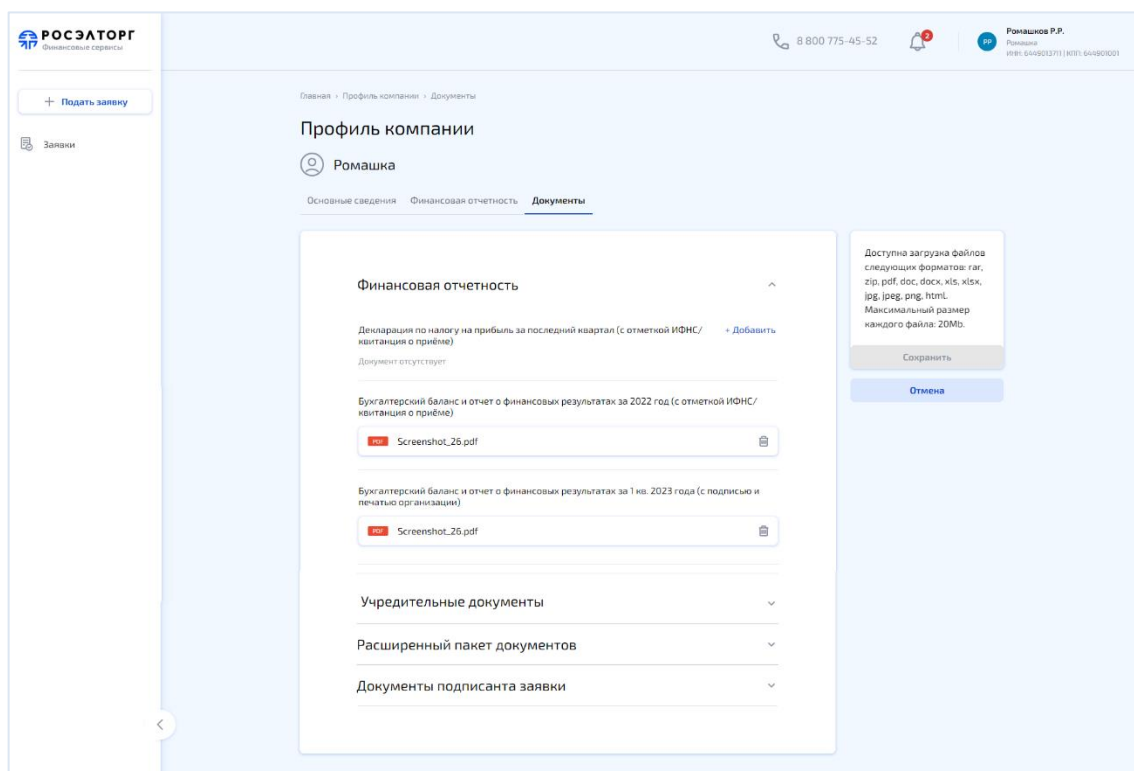 РОСЭЛТОРГ
Финансовые сервисы
8 800 775-45-52
2
РР
Ромашков Р.Р.
Ромашка
ИНН: 6449013711 | КПП: 644901001
+ Подать заявку
Заявки
Главная › Профиль компании › Документы
Профиль компании
Ромашка
Основные сведения Финансовая отчетность Документы
Финансовая отчетность
Декларация по налогу на прибыль за последний квартал (с отметкой ИФНС/ + Добавить
квитанция о приёме)
Документ отсутствует
Бухгалтерский баланс и отчет о финансовых результатах за 2022 год (с отметкой ИФНС/
квитанция о приёме)
PDF Screenshot_26.pdf
Бухгалтерский баланс и отчет о финансовых результатах за 1 кв. 2023 года (с подписью и
печатью организации)
PDF Screenshot_26.pdf
Учредительные документы
Расширенный пакет документов
Документы подписанта заявки
Доступна загрузка файлов
следующих форматов: rar,
zip, pdf, doc, docx, xls, xlsx,
jpg, jpeg, png, html.
Максимальный размер
каждого файла: 20Mb.
Сохранить
Отмена